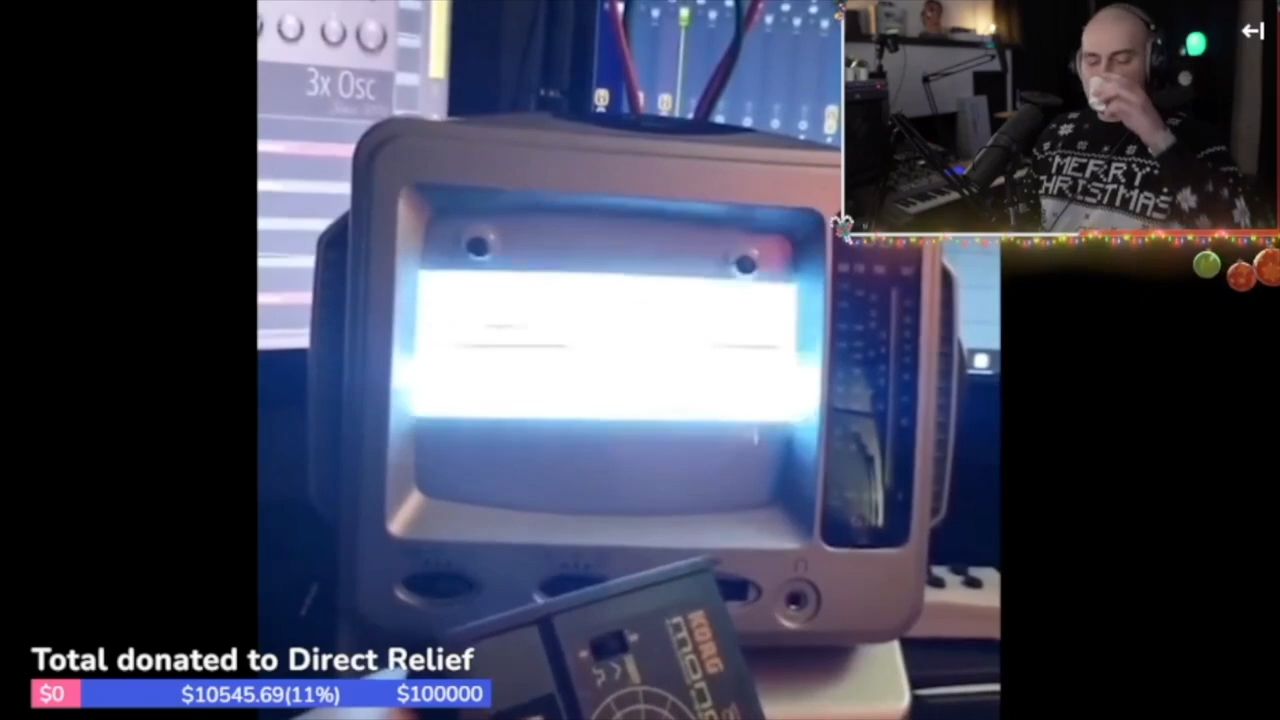 3x Osc
MERRY
CHRISTMAS
KORG
Total donated to Direct Relief
$0 $10545.69(11%) $100000